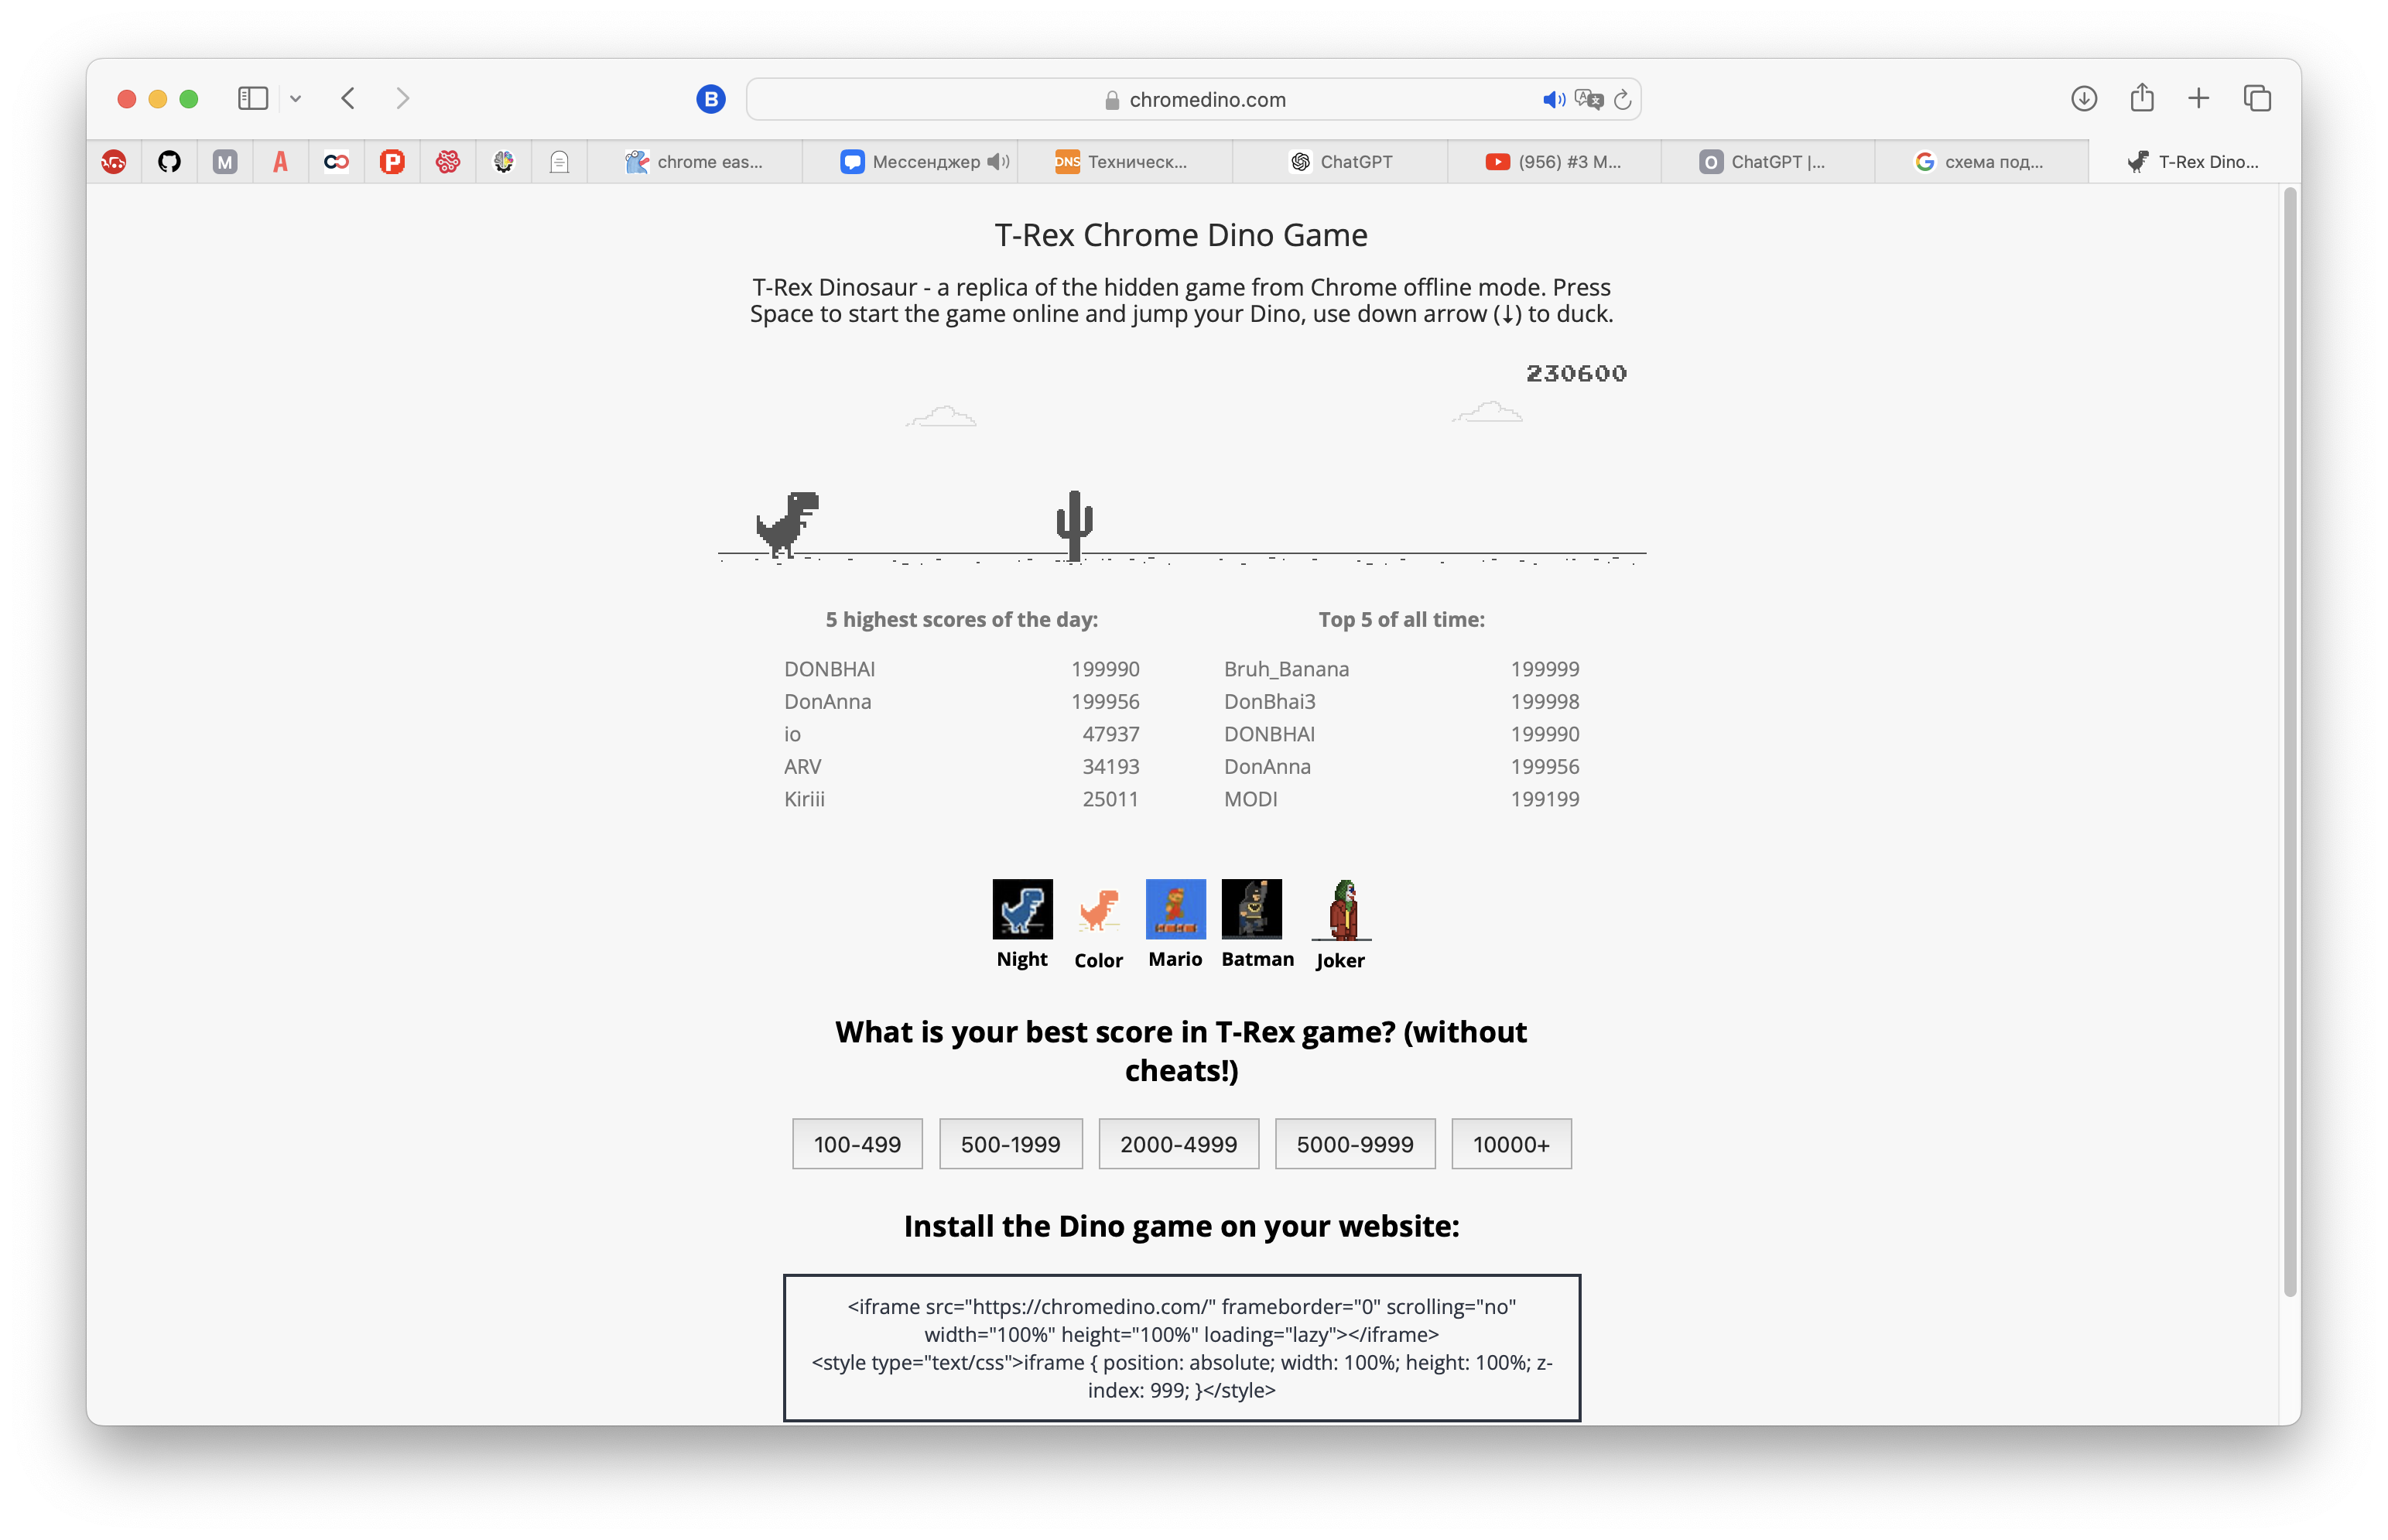 B
chromedino.com
M
A
P
chrome eas...
Мессенджер
DNS
Техническ...
ChatGPT
(956) #3 M...
O
ChatGPT |...
G
схема под...
T-Rex Dino...
T-Rex Chrome Dino Game
T-Rex Dinosaur - a replica of the hidden game from Chrome offline mode. Press
Space to start the game online and jump your Dino, use down arrow (↓) to duck.
230600
5 highest scores of the day:
DONBHAI 199990
DonAnna 199956
io 47937
ARV 34193
Kiriii 25011
Top 5 of all time:
Bruh_Banana 199999
DonBhai3 199998
DONBHAI 199990
DonAnna 199956
MODI 199199
Night
Color
Mario
Batman
Joker
What is your best score in T-Rex game? (without
cheats!)
100-499
500-1999
2000-4999
5000-9999
10000+
Install the Dino game on your website:
<iframe src="https://chromedino.com/" frameborder="0" scrolling="no"
width="100%" height="100%" loading="lazy"></iframe>
<style type="text/css">iframe { position: absolute; width: 100%; height: 100%; z-
index: 999; }</style>